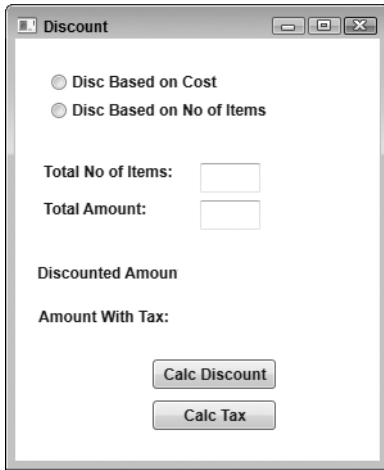 Discount
Disc Based on Cost
Disc Based on No of Items
Total No of Items:
Total Amount:
Discounted Amoun
Amount With Tax:
Calc Discount
Calc Tax